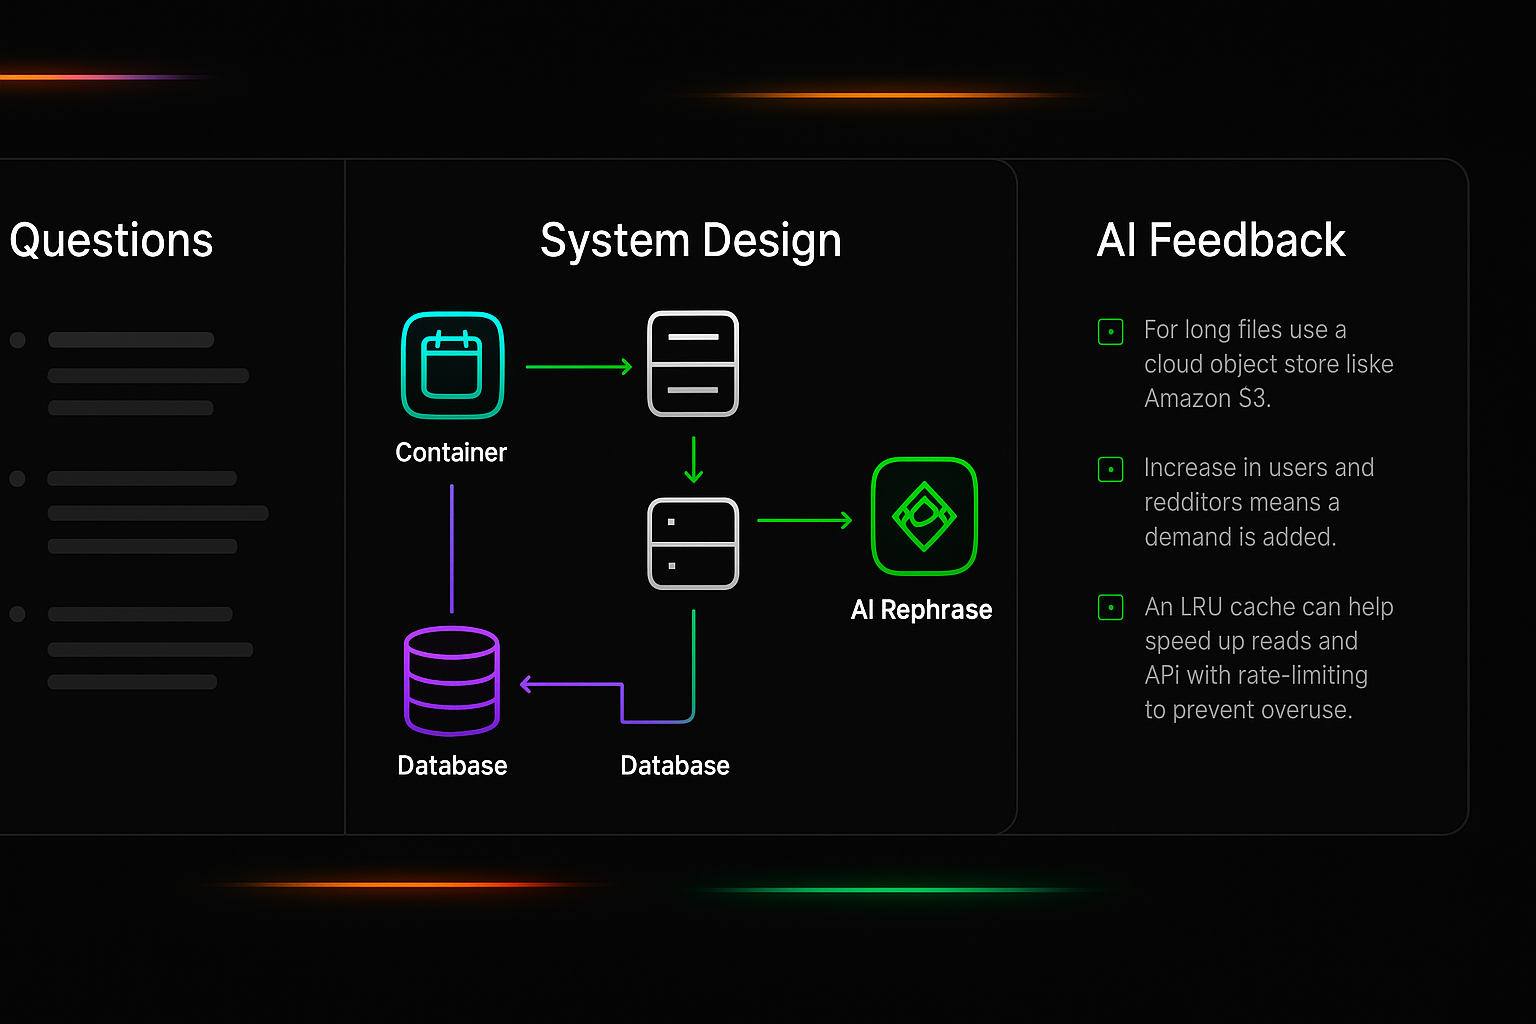 Questions
System Design
AI Feedback
Container
AI Rephrase
Database
Database
For long files use a
cloud object store liske
Amazon S3.
Increase in users and
redditors means a
demand is added.
An LRU cache can help
speed up reads and
APi with rate-limiting
to prevent overuse.